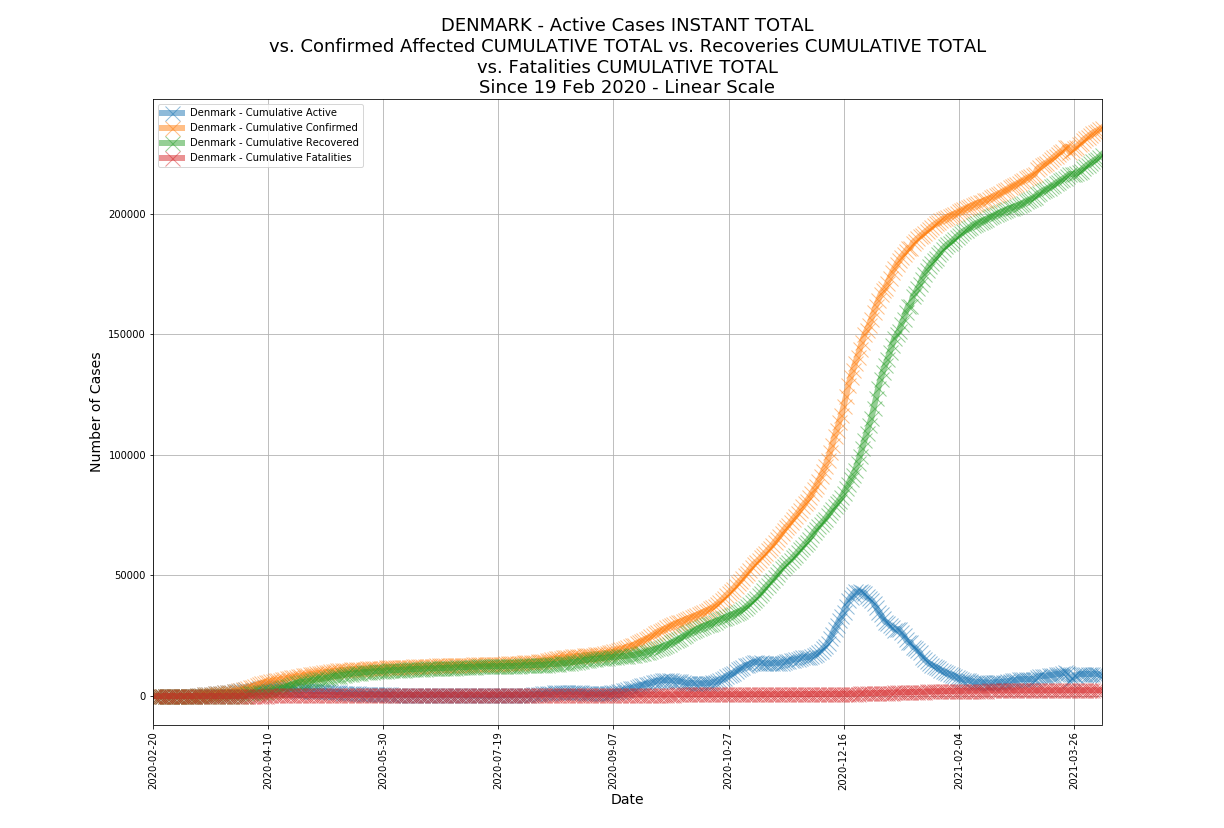 DENMARK - Active Cases INSTANT TOTAL
vs. Confirmed Affected CUMULATIVE TOTAL vs. Recoveries CUMULATIVE TOTAL
vs. Fatalities CUMULATIVE TOTAL
Since 19 Feb 2020 - Linear Scale
Denmark - Cumulative Active
Denmark - Cumulative Confirmed
Denmark - Cumulative Recovered
Denmark - Cumulative Fatalities
Number of Cases
200000
150000
100000
50000
0
2020-02-20
2020-04-10
2020-05-30
2020-07-19
2020-09-07
2020-10-27
2020-12-16
2021-02-04
2021-03-26
Date